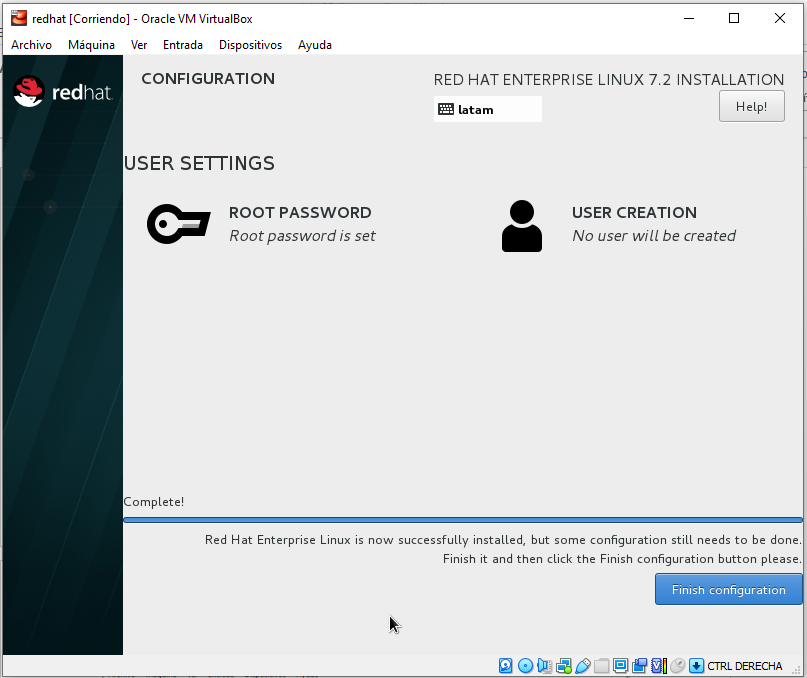 redhat [Corriendo] - Oracle VM VirtualBox
Archivo Máquina Ver Entrada Dispositivos Ayuda
redhat.
CONFIGURATION
RED HAT ENTERPRISE LINUX 7.2 INSTALLATION
latam
Help!
USER SETTINGS
ROOT PASSWORD
Root password is set
USER CREATION
No user will be created
Complete!
Red Hat Enterprise Linux is now successfully installed, but some configuration still needs to be done.
Finish it and then click the Finish configuration button please.
Finish configuration
CTRL DERECHA